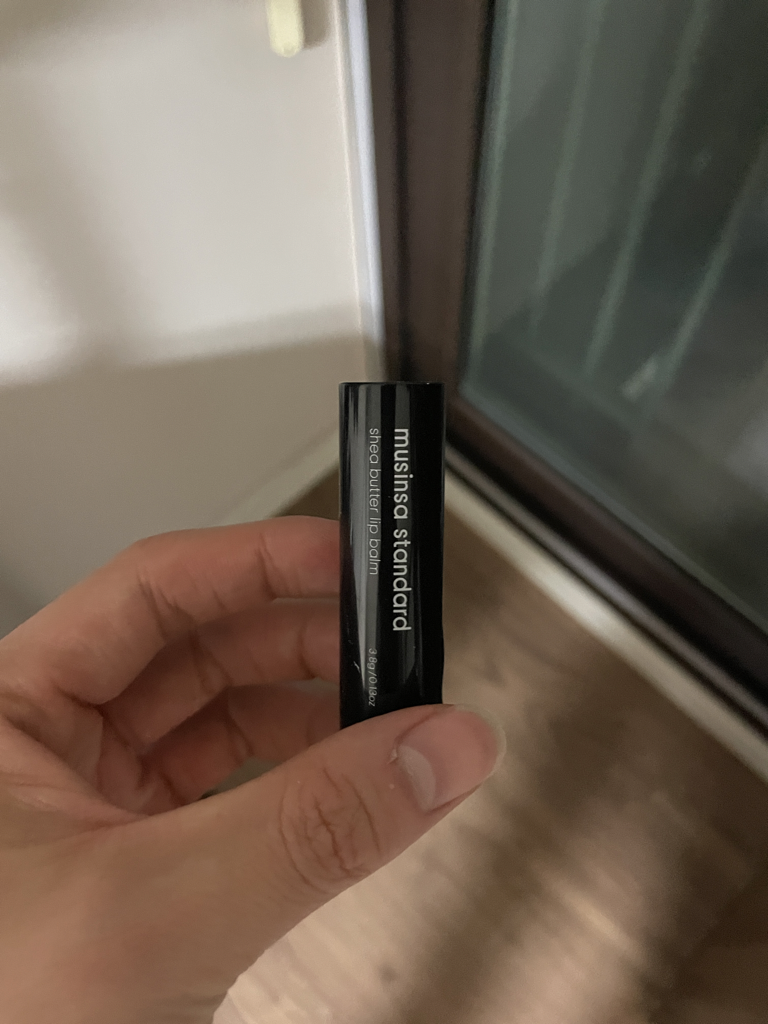 musinsa standard
shea butter lip balm
3.8g/0.13oz